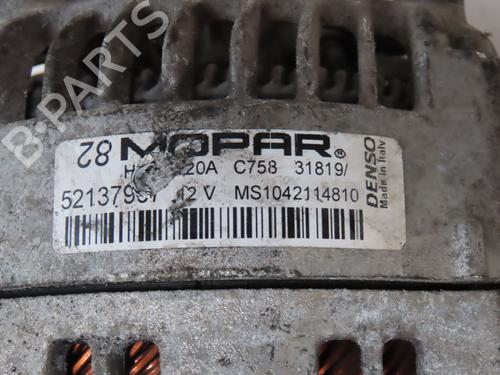 82 MOPAR®
C758 31819/
12 V MS1042114810
DENSO
Made in Italy
B-PARTS